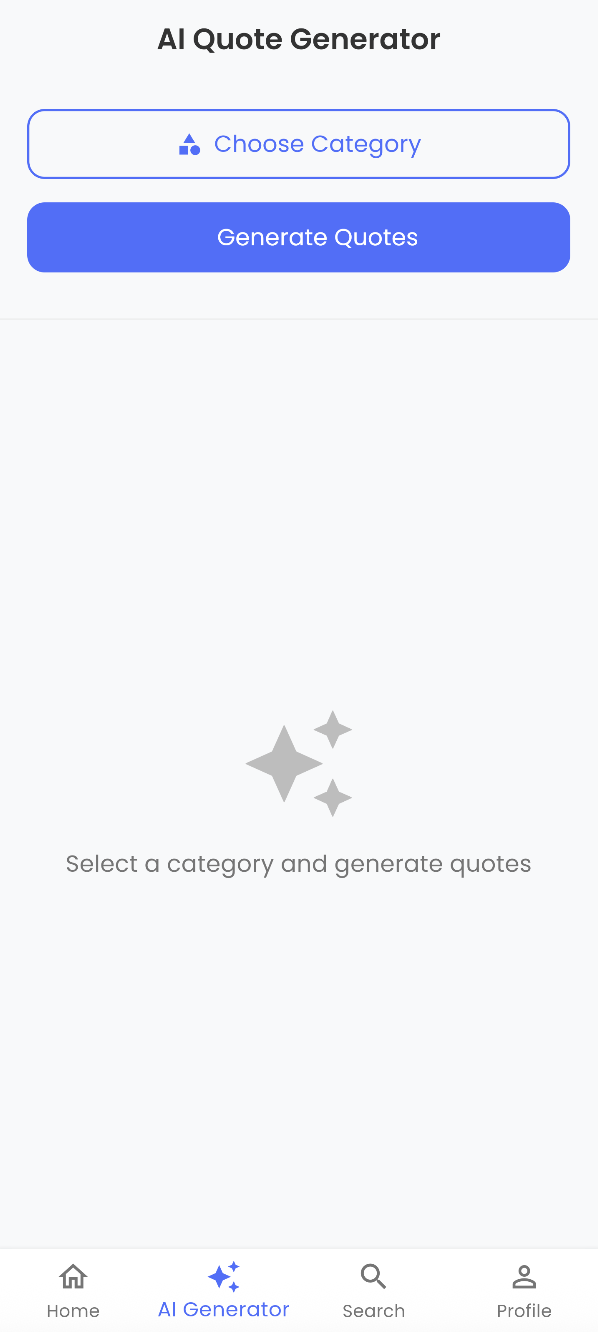 AI Quote Generator
Choose Category
Generate Quotes
Select a category and generate quotes
Home
AI Generator
Search
Profile